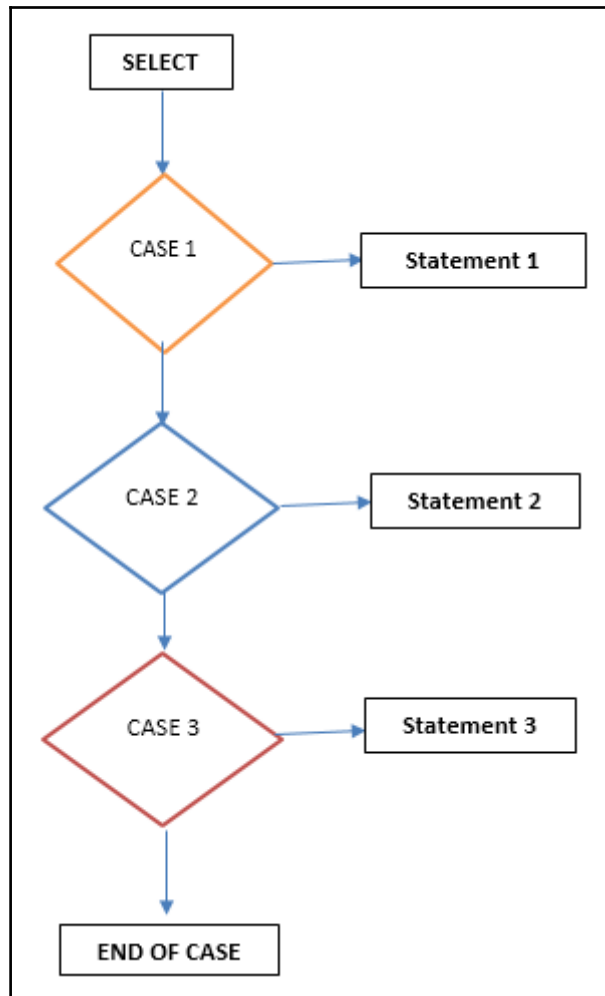 SELECT
CASE 1
Statement 1
CASE 2
Statement 2
CASE 3
Statement 3
END OF CASE